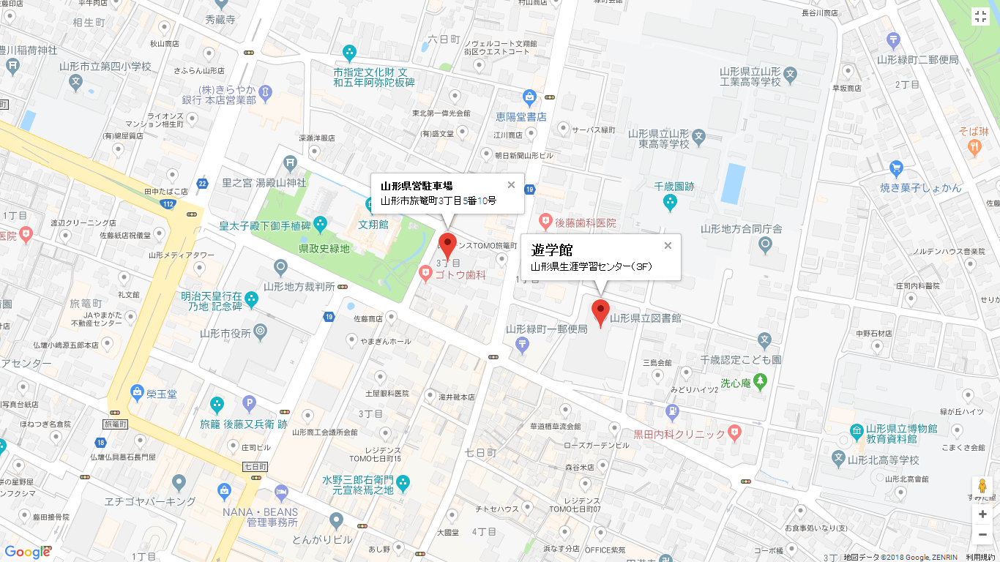 佐藤印店
平牛肉店
村山商店
緑町会館
長谷川商店
秀蔵寺
相生町
六日町
秋山商店
ノヴェルコート文翔館
街区ウエストコート
山形緑町二郵便局
豊川稲荷神社
山形市立第四小学校
さふらん山形店
市指定文化財 文
和五年阿弥陀板碑
山形県立山形
工業高等学校
早坂商店
2丁目
(株)きらやか
銀行 本店営業部
東北第一偉光会館
恵陽堂書店
ライオンズ
マンション相生町
(有)綿屋質店
深瀬洋服店
(有)盛文堂
江川商店
サーパス緑町
山形県立山形
東高等学校
そば琳
朝日新聞山形ビル
里之宮 湯殿山神社
22
田中たばこ店
112
山形県営駐車場
山形市旅篭町3丁目5番10号
19
千歳園跡
焼き菓子しょかん
1丁目
渡辺クリーニング店
佐藤紙店祝儀堂
皇太子殿下御手植碑
文翔館
後藤歯科医院
山形地方合同庁舎
医院
県政史緑地
レジデンスTOMO旅篭町
山形メディアタワー
3丁目
ゴトウ歯科
遊学館
山形県生涯学習センター(3F)
ノルデンハウス音楽院
山形地方裁判所
1丁目
庄司内科医院
礼文館
旅篭町
明治天皇行在
乃地 記念碑
JAやまがた
不動産センター
19
佐藤商店
山形県立図書館
山形市役所
やまぎんホール
山形緑町一郵便局
中野石材店
仏壇小嶋源五郎本店
アセンター
三島会館
千歳認定こども園
みどりハイツ2
洗心庵
榮玉堂
土屋眼科医院
滝井靴本店
川写真台紙店
旅籠 後藤又兵衛 跡
3丁目
緑が丘ハイツ
ほねつぎ名倉院
旅篭町
山形商工会議所会館
華道栖草流会館
黒田内科クリニック
山形県立博物館
教育資料館
18
庄司ビル
レジデンス
TOMO七日町15
七日町
ローズガーデンビル
こまくさ会館
仏壇仏具墓石長門屋
七日町
森谷米店
山形北高等学校
水野三郎右衛門
元宣終焉之地
山形北高會館
エチゴヤパーキング
NANA・BEANS
管理事務所
チトセハウス
レジデンス
TOMO七日町07
藤田接骨院
とんがりビル
大國堂
4丁目
お食事処いなり(支)
あし野
浜なす分店
OFFICE紫苑
コーポ橘
Google
1丁目
3丁
地図データ ©2018 Google, ZENRIN
利用規約